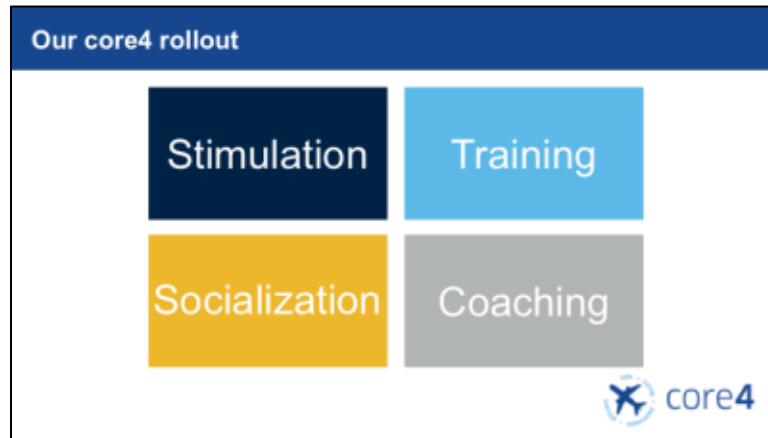 Our core4 rollout
Stimulation
Training
Socialization
Coaching
core4